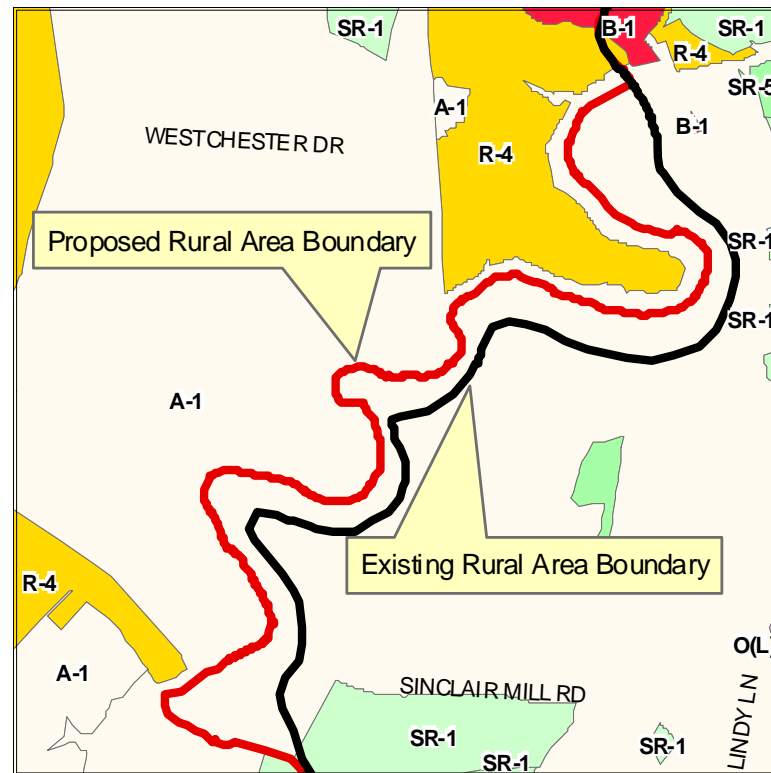 SR-1
B-1
SR-1
R-4
A-1
SR-5
B-1
WESTCHESTER DR
R-4
Proposed Rural Area Boundary
SR-1
SR-1
A-1
Existing Rural Area Boundary
R-4
O(L)
A-1
SINCLAIR MILL RD
LINDY LN
SR-1
SR-1
SR-1